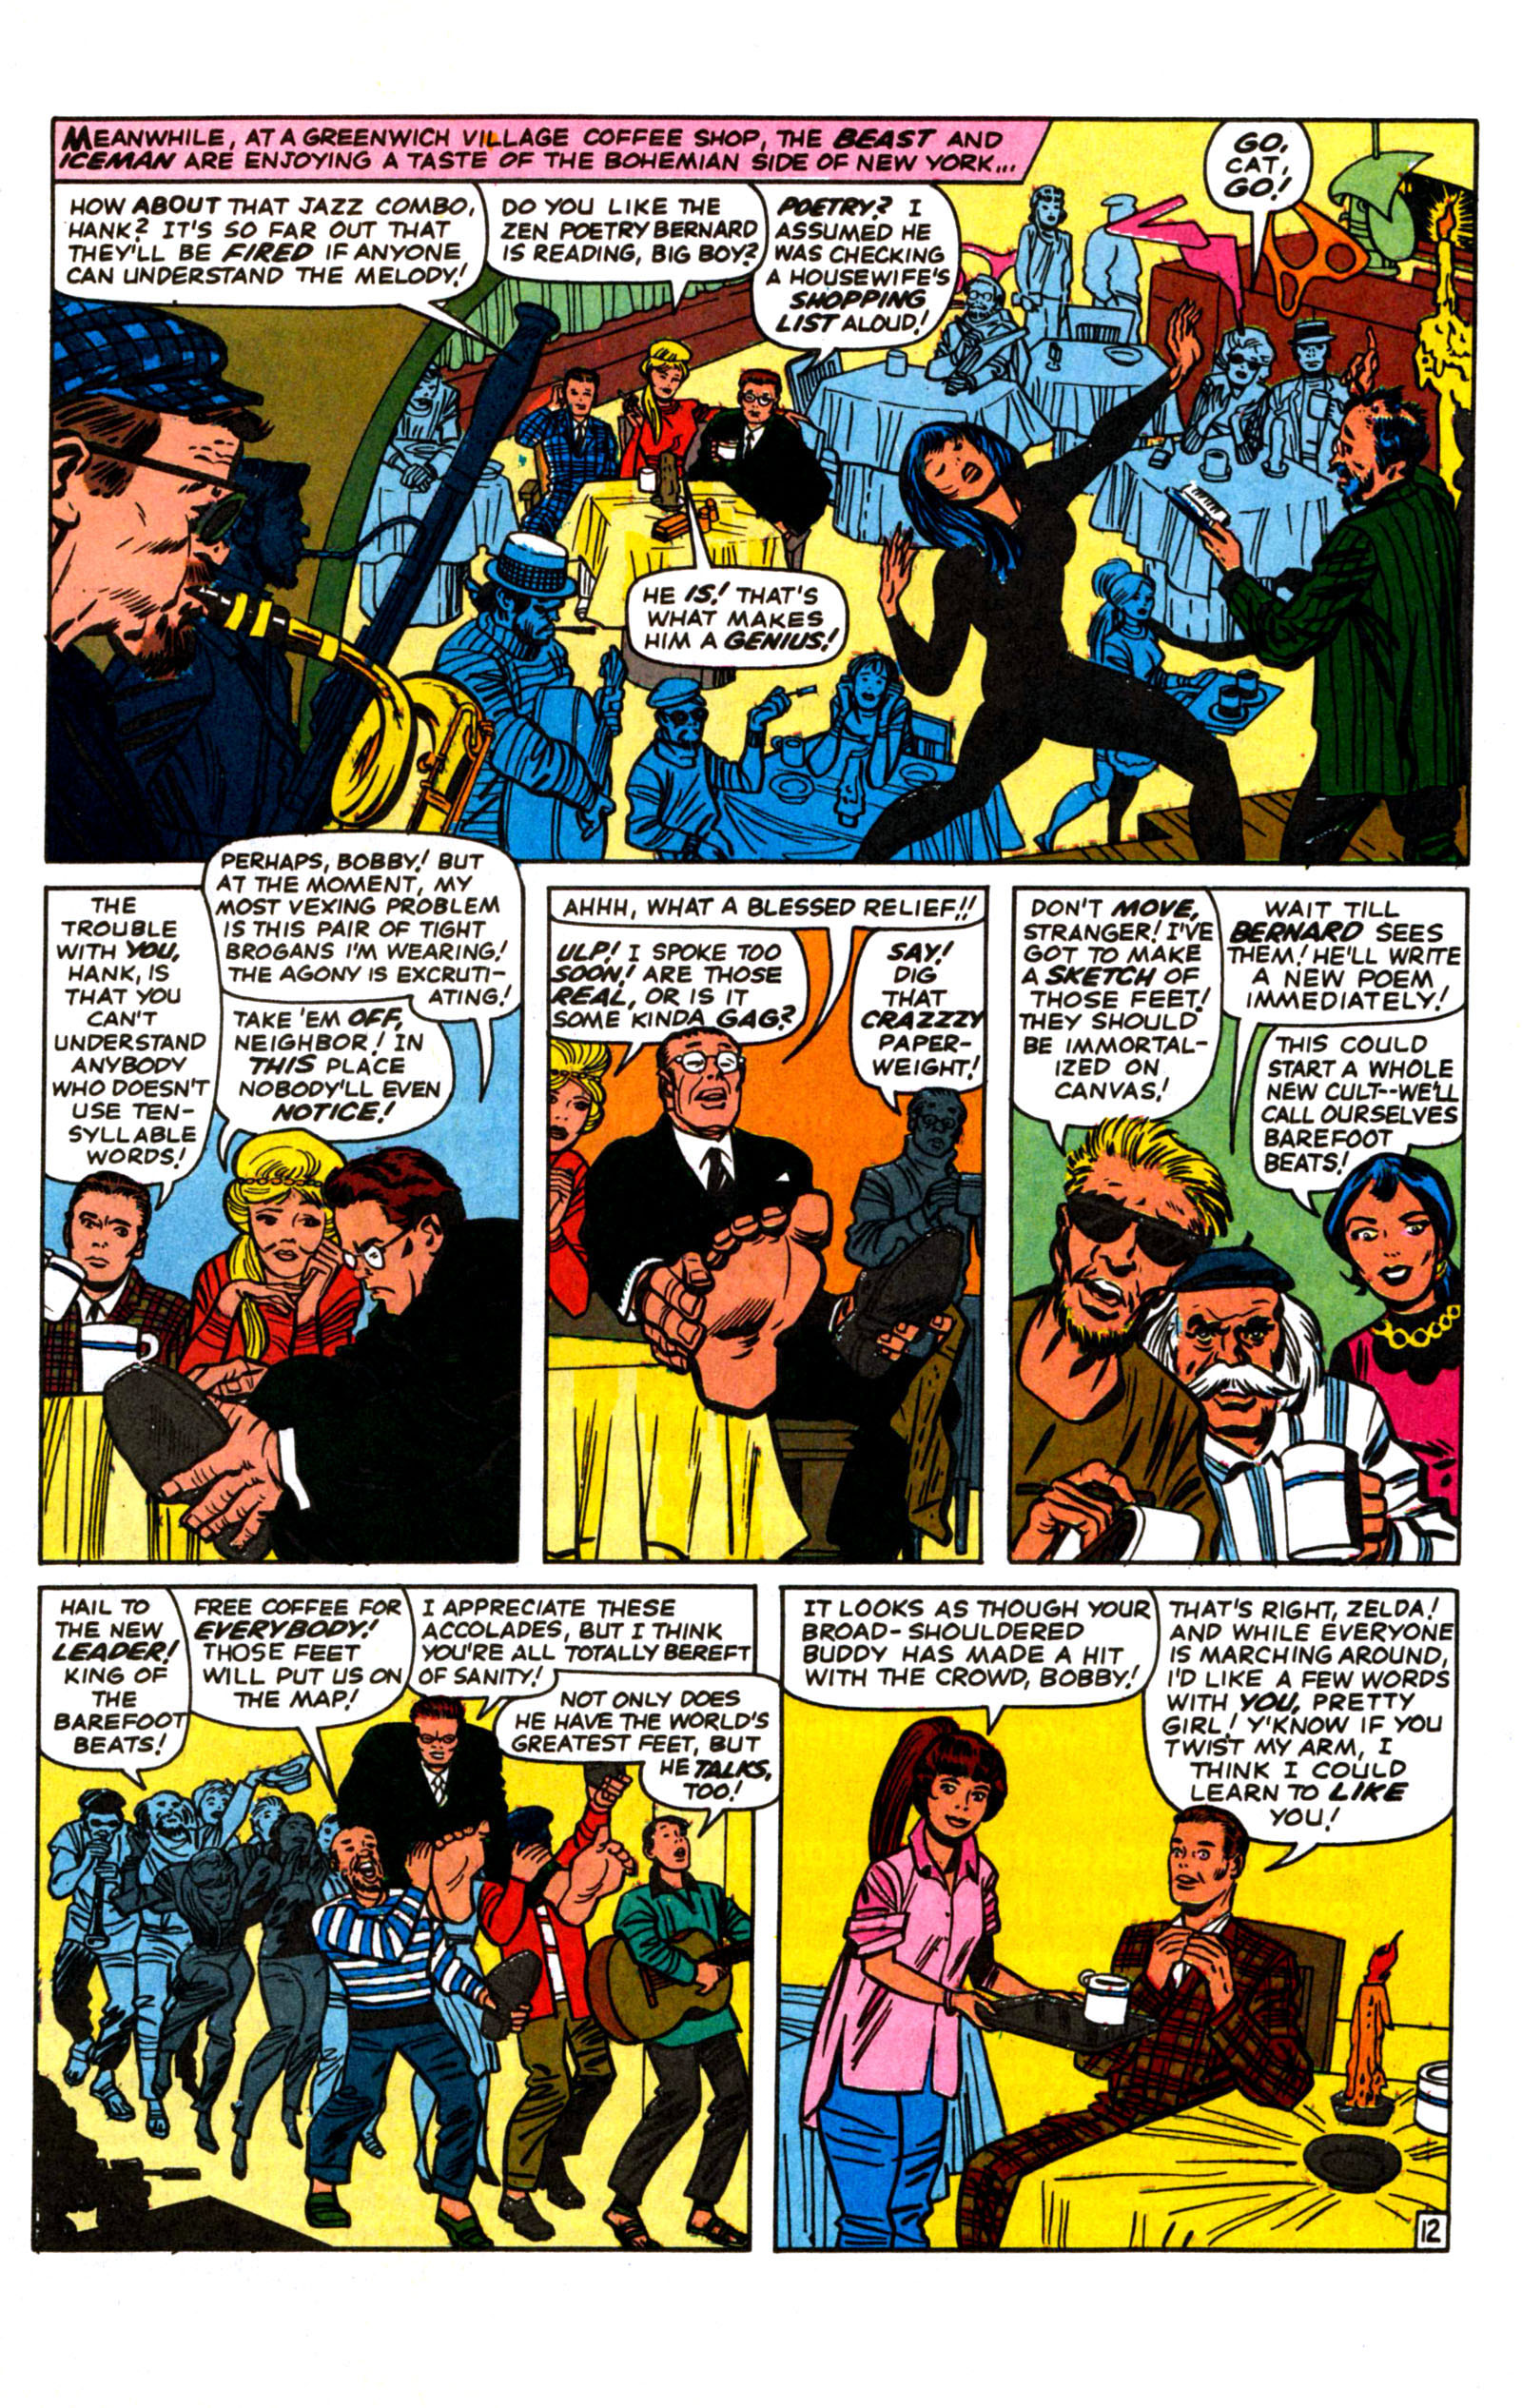 MEANWHILE, AT A GREENWICH VILLAGE COFFEE SHOP, THE BEAST AND
ICEMAN ARE ENJOYING A TASTE OF THE BOHEMIAN SIDE OF NEW YORK...
HOW ABOUT THAT JAZZ COMBO,
HANK? IT'S SO FAR OUT THAT
THEY'LL BE FIRED IF ANYONE
CAN UNDERSTAND THE MELODY!
DO YOU LIKE THE
ZEN POETRY BERNARD
IS READING, BIG BOY?
POETRY? I
ASSUMED HE
WAS CHECKING
A HOUSEWIFE'S
SHOPPING
LIST ALOUD!
GO,
CAT,
GO!
HE IS! THAT'S
WHAT MAKES
HIM A GENIUS!
THE
TROUBLE
WITH YOU,
HANK, IS
THAT YOU
CAN'T
UNDERSTAND
ANYBODY
WHO DOESN'T
USE TEN-
SYLLABLE
WORDS!
PERHAPS, BOBBY! BUT
AT THE MOMENT, MY
MOST VEXING PROBLEM
IS THIS PAIR OF TIGHT
BROGANS I'M WEARING!
THE AGONY IS EXCRUTI-
ATING!
TAKE 'EM OFF,
NEIGHBOR! IN
THIS PLACE
NOBODY'LL EVEN
NOTICE!
AHHH, WHAT A BLESSED RELIEF!!
ULP! I SPOKE TOO
SOON! ARE THOSE
REAL, OR IS IT
SOME KINDA GAG?
SAY!
DIG
THAT
CRAZZZY
PAPER-
WEIGHT!
DON'T MOVE,
STRANGER! I'VE
GOT TO MAKE
A SKETCH OF
THOSE FEET!
THEY SHOULD
BE IMMORTAL-
IZED ON
CANVAS!
WAIT TILL
BERNARD SEES
THEM! HE'LL WRITE
A NEW POEM
IMMEDIATELY!
THIS COULD
START A WHOLE
NEW CULT--WE'LL
CALL OURSELVES
BAREFOOT
BEATS!
HAIL TO
THE NEW
LEADER!
KING OF
THE
BAREFOOT
BEATS!
FREE COFFEE FOR
EVERYBODY!
THOSE FEET
WILL PUT US ON
THE MAP!
I APPRECIATE THESE
ACCOLADES, BUT I THINK
YOU'RE ALL TOTALLY BEREFT
OF SANITY!
NOT ONLY DOES
HE HAVE THE WORLD'S
GREATEST FEET, BUT
HE TALKS,
TOO!
IT LOOKS AS THOUGH YOUR
BROAD-SHOULDERED
BUDDY HAS MADE A HIT
WITH THE CROWD, BOBBY!
THAT'S RIGHT, ZELDA!
AND WHILE EVERYONE
IS MARCHING AROUND,
I'D LIKE A FEW WORDS
WITH YOU, PRETTY
GIRL! Y'KNOW IF YOU
TWIST MY ARM, I
THINK I COULD
LEARN TO LIKE
YOU!
12